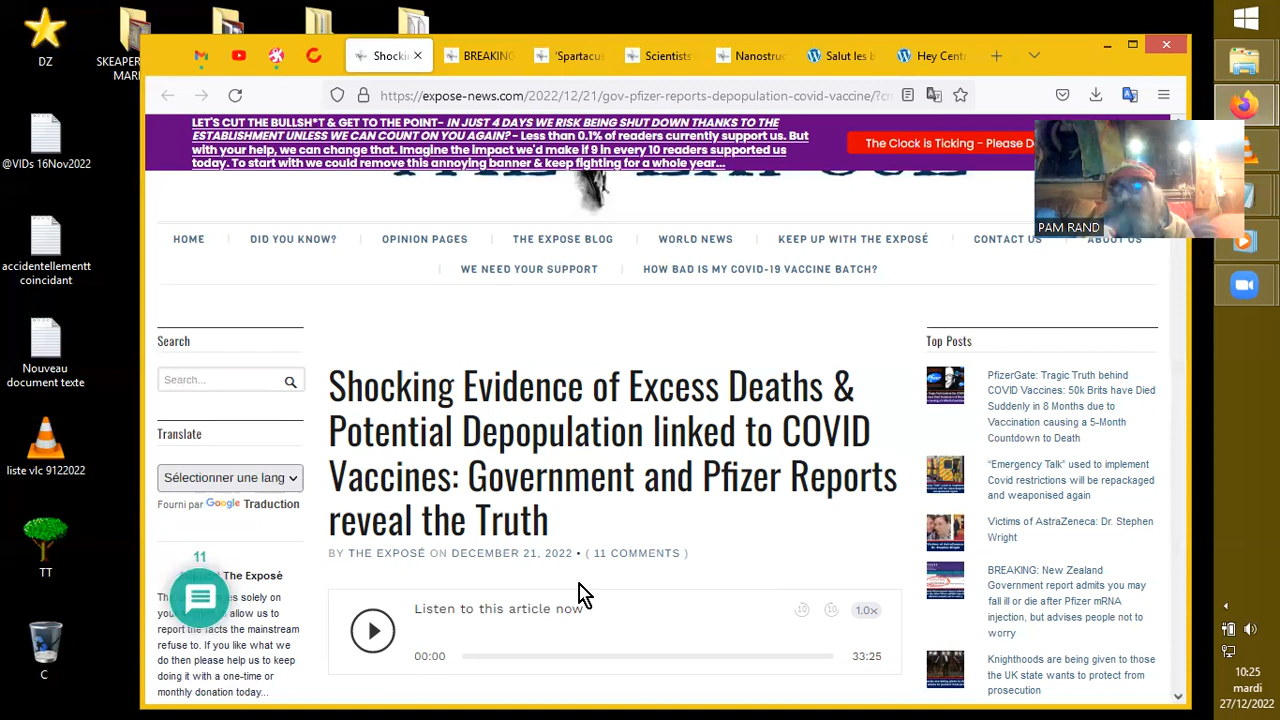 DZ
SKEAPER
MARI
@VIDs 16Nov2022
accidentellementt
coincidant
Nouveau
document texte
liste vlc 9122022
TT
C
Shocki
BREAKING
'Spartacus
Scientists
Nanostruc
Salut les
Hey Cent
https://expose-news.com/2022/12/21/gov-pfizer-reports-depopulation-covid-vaccine/?cn
LET'S CUT THE BULLSH*T & GET TO THE POINT- IN JUST 4 DAYS WE RISK BEING SHUT DOWN THANKS TO THE
ESTABLISHMENT UNLESS WE CAN COUNT ON YOU AGAIN? - Less than 0.1% of readers currently support us. But
with your help, we can change that. Imagine the impact we'd make if 9 in every 10 readers supported us
today. To start with we could remove this annoying banner & keep fighting for a whole year...
The Clock is Ticking - Please D
PAM RAND
HOME
DID YOU KNOW?
OPINION PAGES
THE EXPOSE BLOG
WORLD NEWS
KEEP UP WITH THE EXPOSÉ
CONTACT US
ABOUT US
WE NEED YOUR SUPPORT
HOW BAD IS MY COVID-19 VACCINE BATCH?
Search
Search...
Translate
Sélectionner une lang
Fourni par Google Traduction
11
The Exposé
solely on
allow us to
report the facts the mainstream
refuse to. If you like what we
do then please help us to keep
doing it with a one-time or
monthly donation today...
Shocking Evidence of Excess Deaths &
Potential Depopulation linked to COVID
Vaccines: Government and Pfizer Reports
reveal the Truth
BY THE EXPOSÉ ON DECEMBER 21, 2022 • ( 11 COMMENTS )
Listen to this article now
10
10
1.0x
00:00
33:25
Top Posts
PfizerGate: Tragic Truth behind
COVID Vaccines: 50k Brits have Died
Suddenly in 8 Months due to
Vaccination causing a 5-Month
Countdown to Death
“Emergency Talk” used to implement
Covid restrictions will be repackaged
and weaponised again
Victims of AstraZeneca: Dr. Stephen
Wright
BREAKING: New Zealand
Government report admits you may
fall ill or die after Pfizer mRNA
injection, but advises people not to
worry
Knighthoods are being given to those
the UK state wants to protect from
prosecution
10:25
mardi
27/12/2022